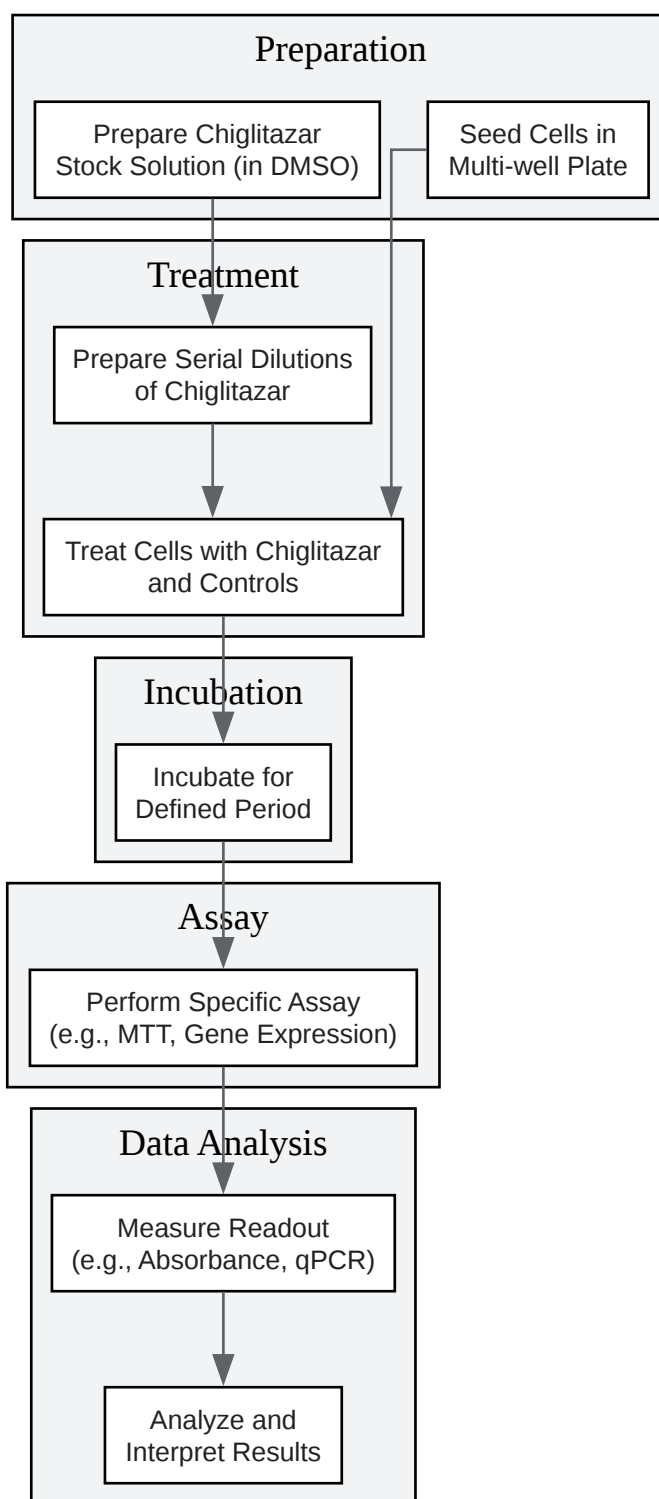 Preparation
Prepare Chiglitazar
Stock Solution (in DMSO)
Seed Cells in
Multi-well Plate
Treatment
Prepare Serial Dilutions
of Chiglitazar
Treat Cells with Chiglitazar
and Controls
Incubation
Incubate for
Defined Period
Assay
Perform Specific Assay
(e.g., MTT, Gene Expression)
Data Analysis
Measure Readout
(e.g., Absorbance, qPCR)
Analyze and
Interpret Results